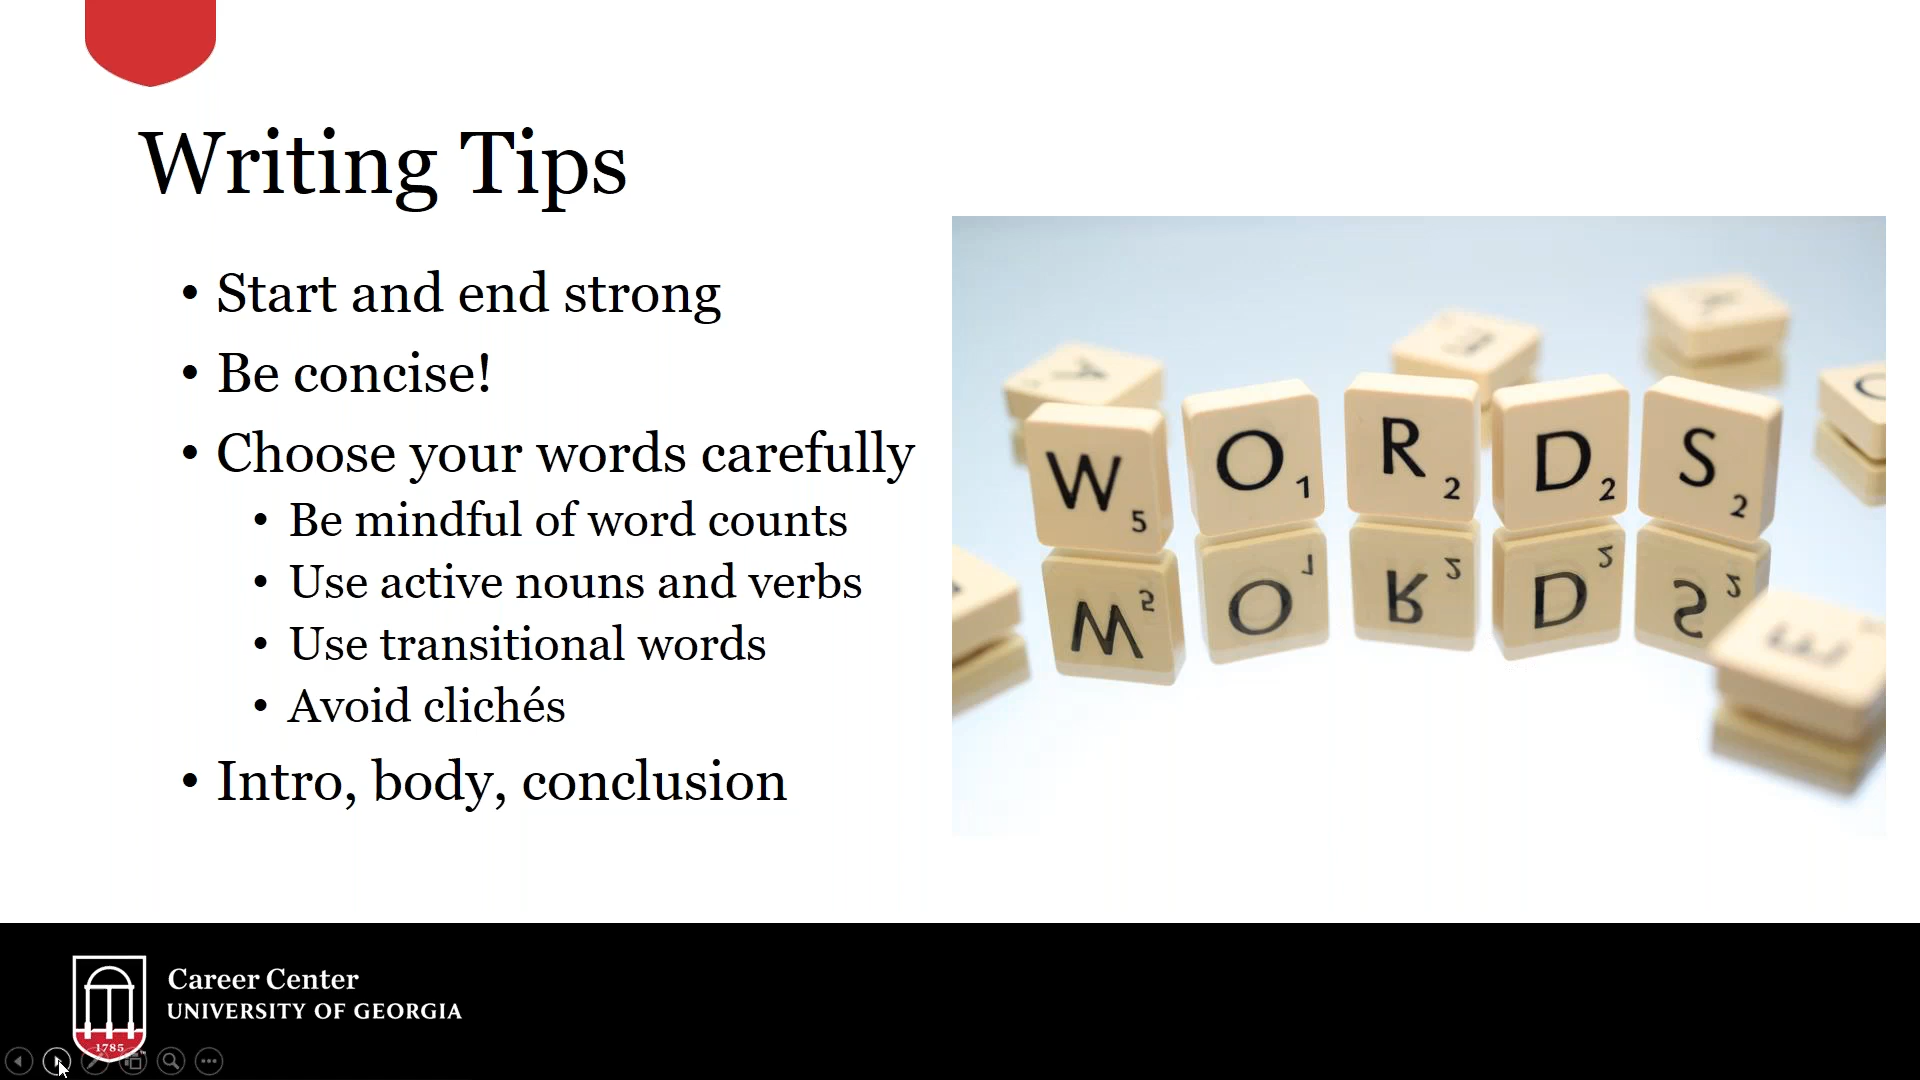 Writing Tips
• Start and end strong
• Be concise!
• Choose your words carefully
• Be mindful of word counts
• Use active nouns and verbs
• Use transitional words
• Avoid clichés
• Intro, body, conclusion
W5 O1 R2 D2 S2
Career Center
UNIVERSITY OF GEORGIA
1785